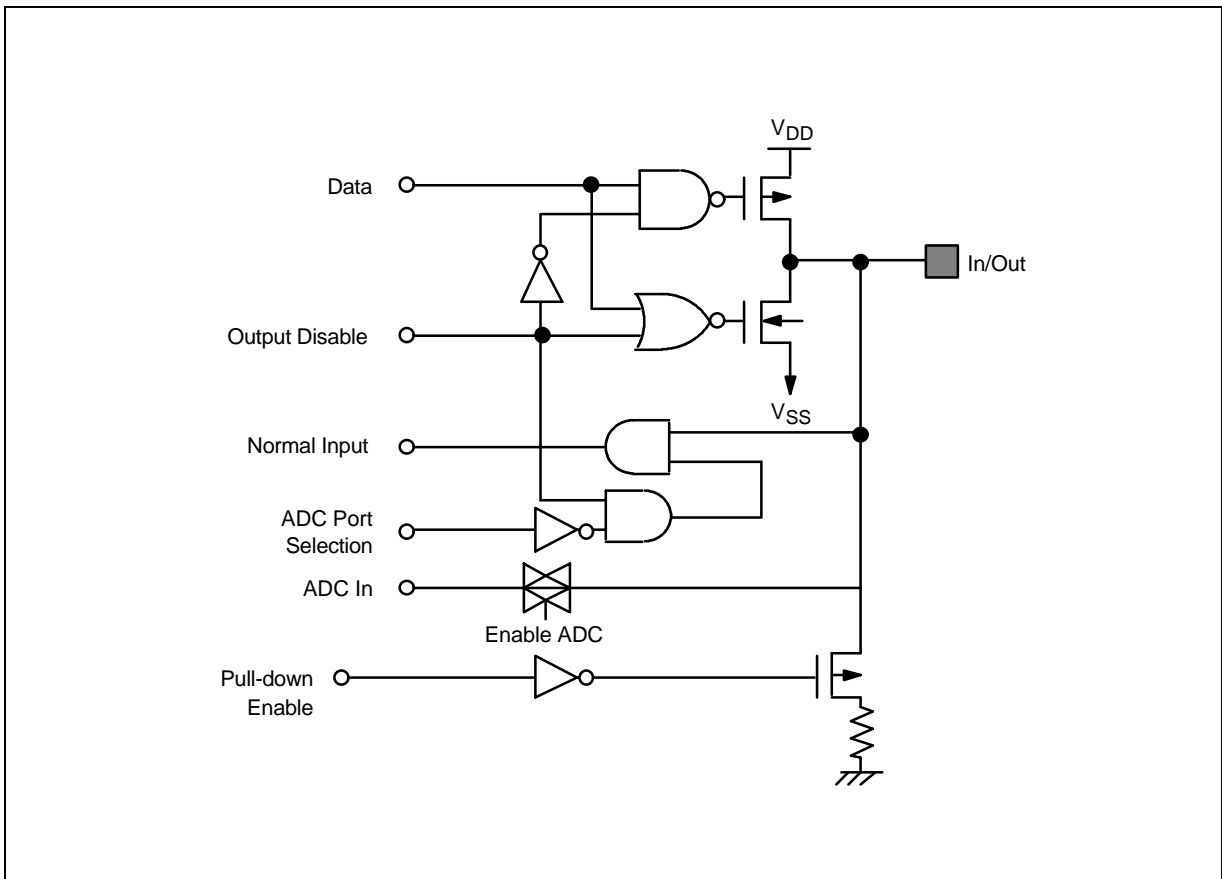 VDD
Data
In/Out
Output Disable
VSS
Normal Input
ADC Port
Selection
ADC In
Enable ADC
Pull-down
Enable